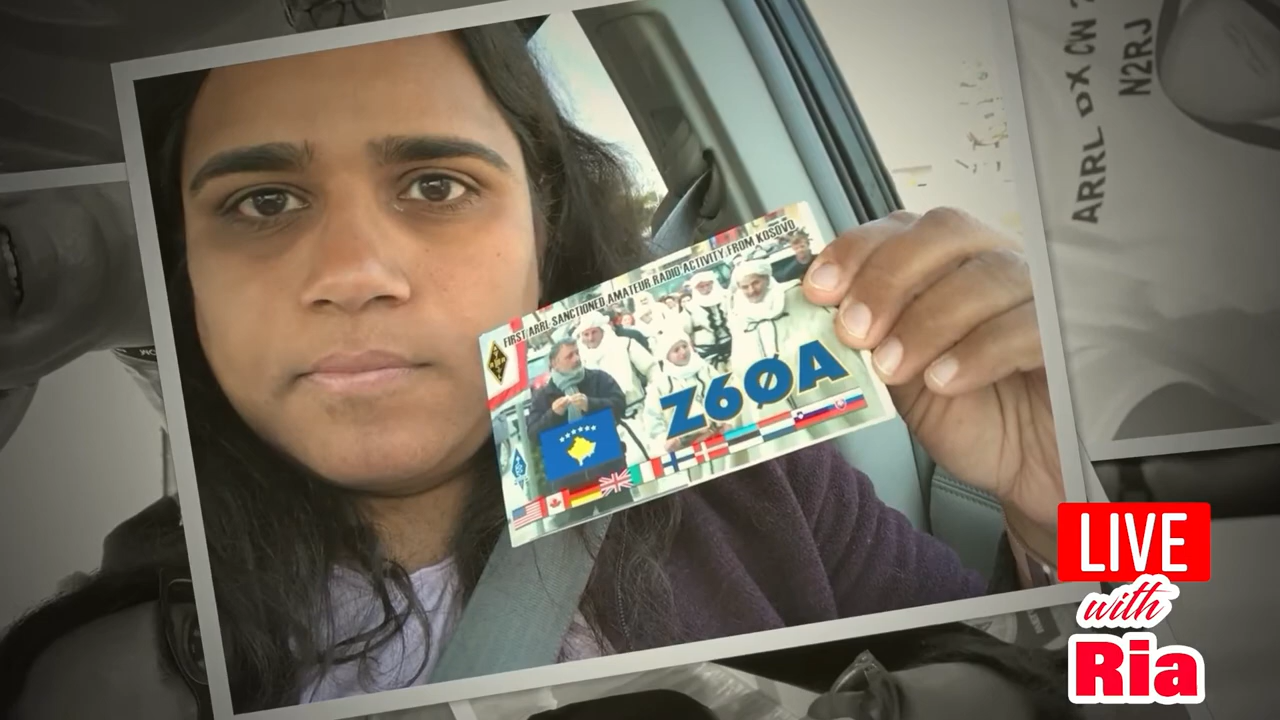 ARRL DX CW
N2RJ
FIRST ARRL SANCTIONED AMATEUR RADIO ACTIVITY FROM KOSOVO
Z6ØA
LIVE
with
Ria